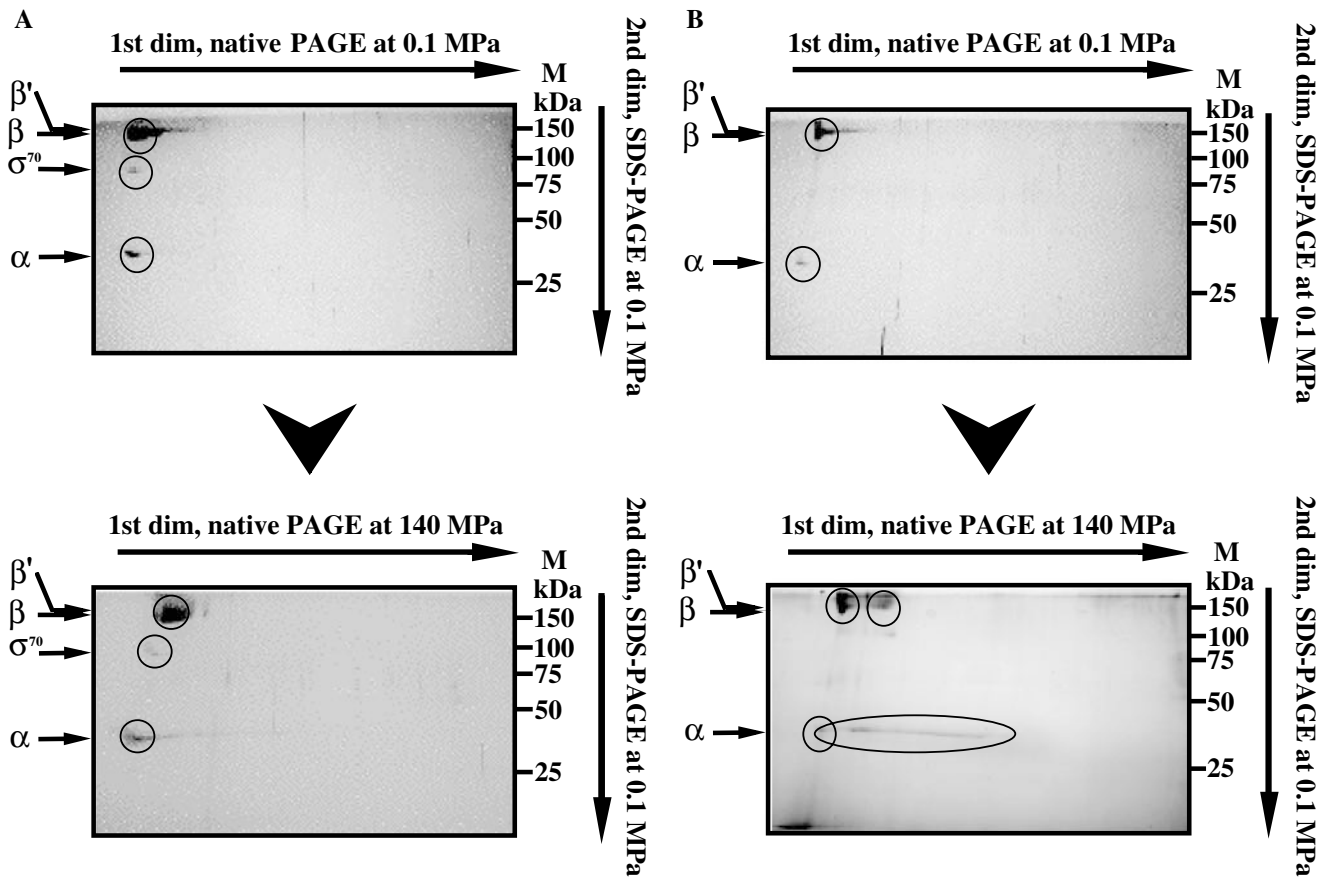 A
1st dim, native PAGE at 0.1 MPa
M
kDa
β'
β
σ⁷⁰
α
150
100
75
50
25
2nd dim, SDS-PAGE at 0.1 MPa
B
1st dim, native PAGE at 0.1 MPa
M
kDa
β'
β
α
150
100
75
50
25
2nd dim, SDS-PAGE at 0.1 MPa
1st dim, native PAGE at 140 MPa
M
kDa
β'
β
σ⁷⁰
α
150
100
75
50
25
2nd dim, SDS-PAGE at 0.1 MPa
1st dim, native PAGE at 140 MPa
M
kDa
β'
β
α
150
100
75
50
25
2nd dim, SDS-PAGE at 0.1 MPa